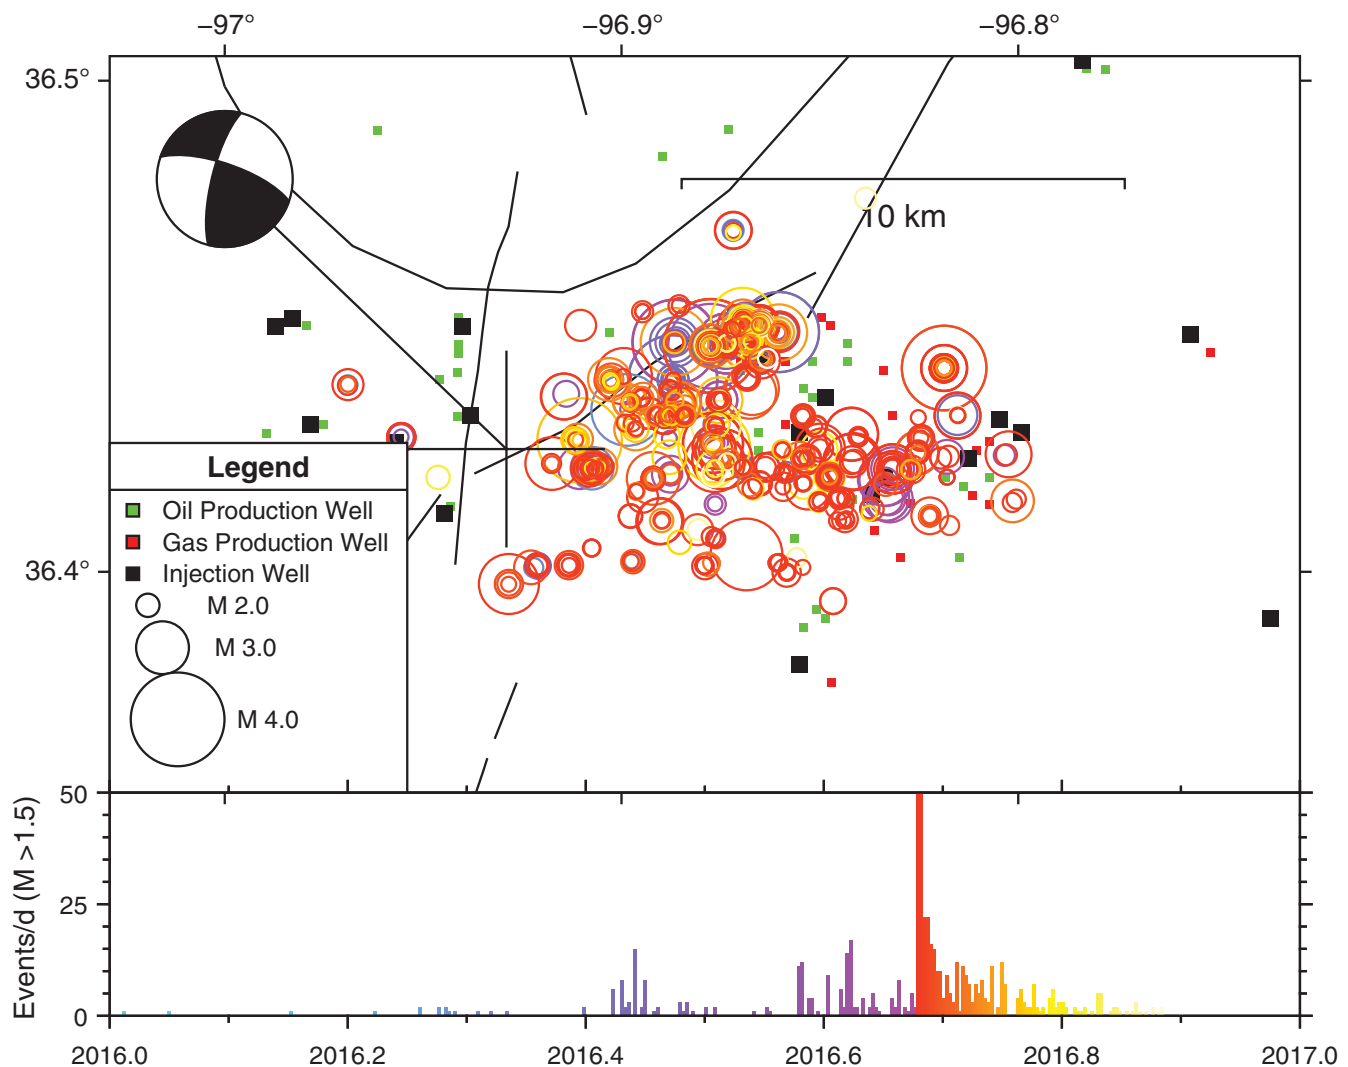 −97° −96.9° −96.8°
36.5°
10 km
36.4°
Legend
Oil Production Well
Gas Production Well
Injection Well
M 2.0
M 3.0
M 4.0
Events/d (M >1.5)
50
25
0
2016.0 2016.2 2016.4 2016.6 2016.8 2017.0